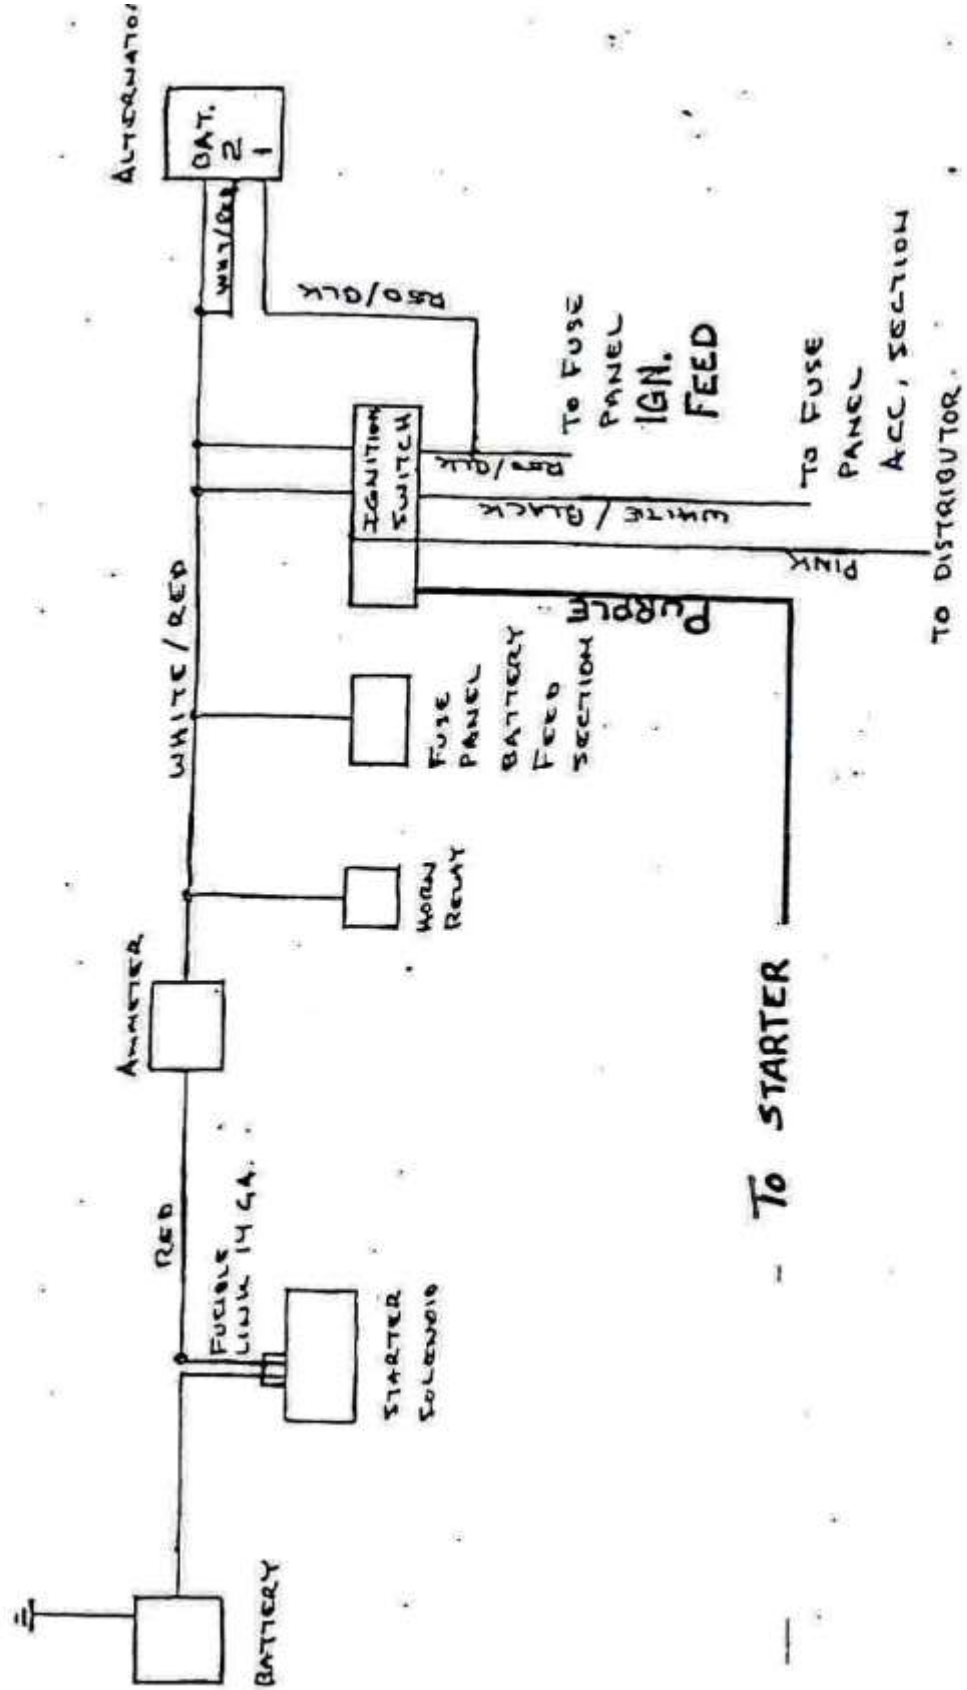 ALTERNATO
BAT.
2
1
WHT/RED
RED/BLK
WHITE/RED
IGNITION
SWITCH
RED/BLK
TO FUSE
PANEL
IGN.
FEED
WHITE/BLACK
TO FUSE
PANEL
ACC, SECTION
PINK
TO DISTRIBUTOR.
PURPLE
TO STARTER
FUSE
PANEL
BATTERY
FEED
SECTION
HORN
RELAY
AMMETER
RED
FUSIBLE
LINK 14 GA.
STARTER
SOLENOID
BATTERY